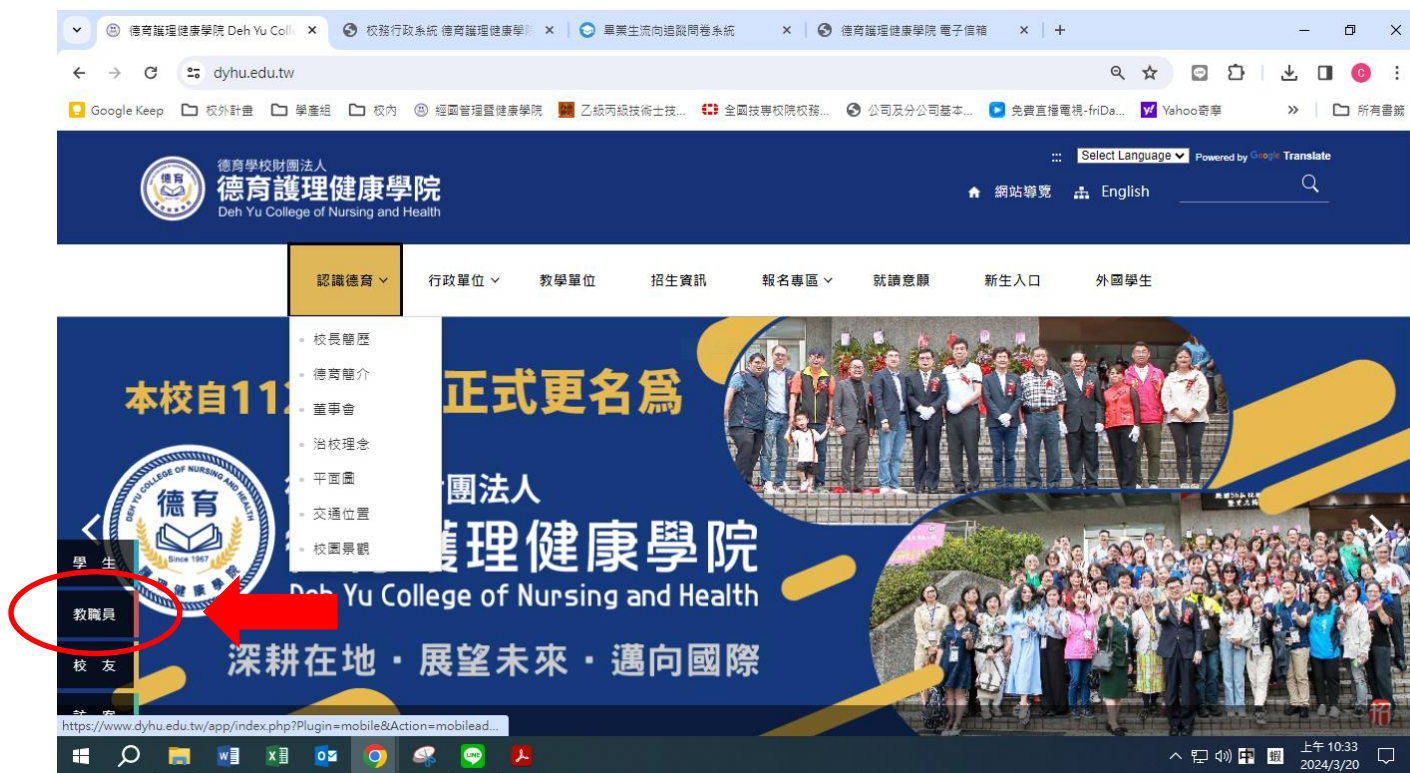 德育護理健康學院 Deh Yu Coll
校務行政系統 德育護理健康學院
畢業生流向追蹤問卷系統
德育護理健康學院 電子信箱
dyhu.edu.tw
C
Google Keep
校外計畫
學產組
校內
經國管理暨健康學院
乙級丙級技術士技...
全國技專校院校務...
公司及分公司基本...
免費直播電視-friDa...
Yahoo奇摩
»
所有書籤
德育學校財團法人
德育護理健康學院
Deh Yu College of Nursing and Health
:::
Select Language
Powered by Google Translate
網站導覽
English
認識德育
行政單位
教學單位
招生資訊
報名專區
就讀意願
新生入口
外國學生
校長簡歷
德育簡介
董事會
治校理念
平面圖
交通位置
校園景觀
本校自11 正式更名為
團法人
護理健康學院
Deh Yu College of Nursing and Health
深耕在地・展望未來・邁向國際
DEH YU COLLEGE OF NURSING AND HEALTH
德育
Since 1967
學 生
教職員
校 友
訪 客
招
https://www.dyhu.edu.tw/app/index.php?Plugin=mobile&Action=mobilead...
中
上午 10:33
2024/3/20